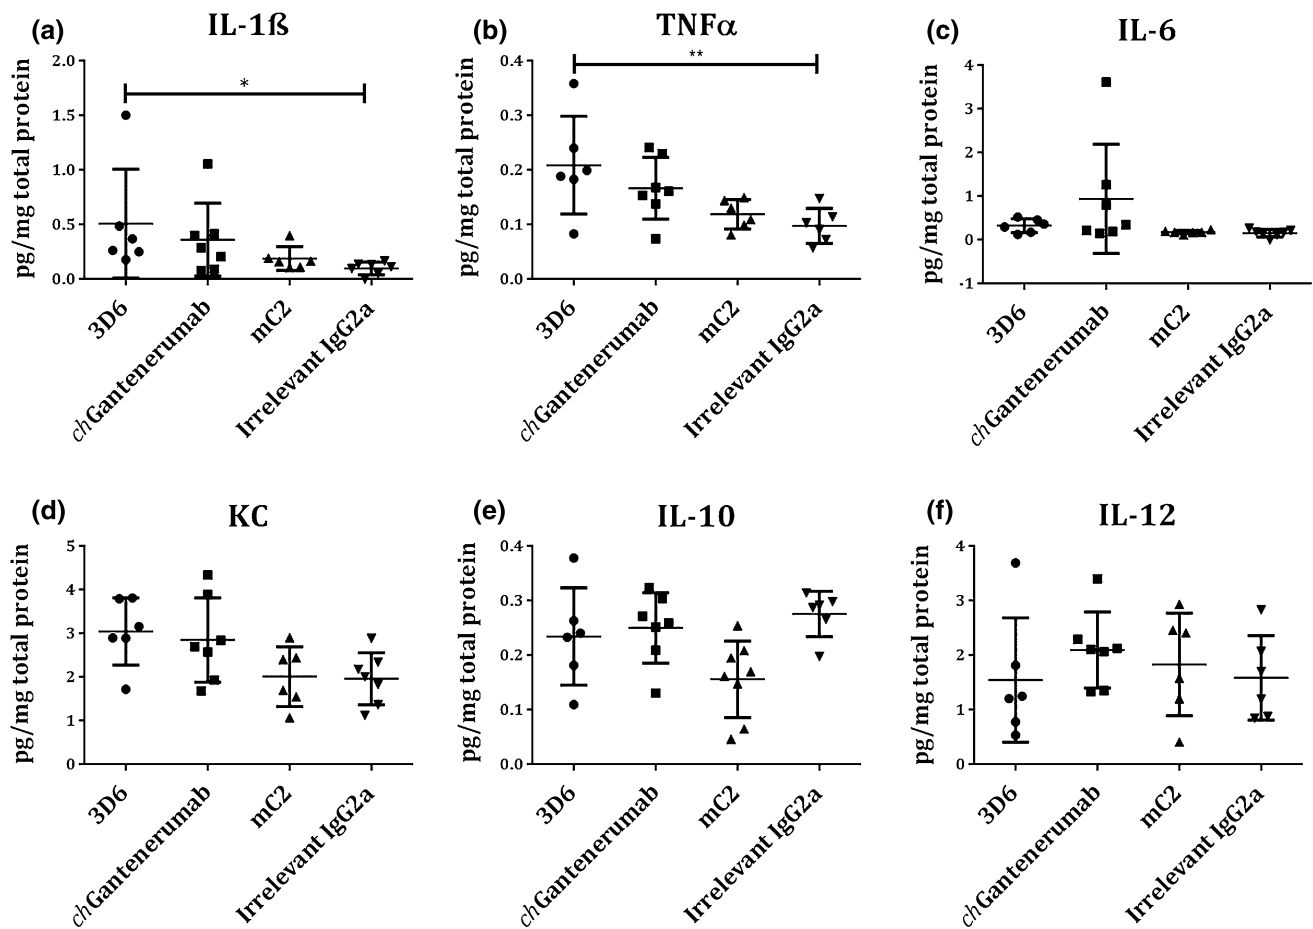 (a) IL-1ß
pg/mg total protein
2.0
1.5
1.0
0.5
0.0
*
3D6
chGantenerumab
mC2
Irrelevant IgG2a
(b) TNFα
pg/mg total protein
0.4
0.3
0.2
0.1
0.0
**
3D6
chGantenerumab
mC2
Irrelevant IgG2a
(c) IL-6
pg/mg total protein
4
3
2
1
0
-1
3D6
chGantenerumab
mC2
Irrelevant IgG2a
(d) KC
pg/mg total protein
5
4
3
2
1
0
3D6
chGantenerumab
mC2
Irrelevant IgG2a
(e) IL-10
pg/mg total protein
0.4
0.3
0.2
0.1
0.0
3D6
chGantenerumab
mC2
Irrelevant IgG2a
(f) IL-12
pg/mg total protein
4
3
2
1
0
3D6
chGantenerumab
mC2
Irrelevant IgG2a